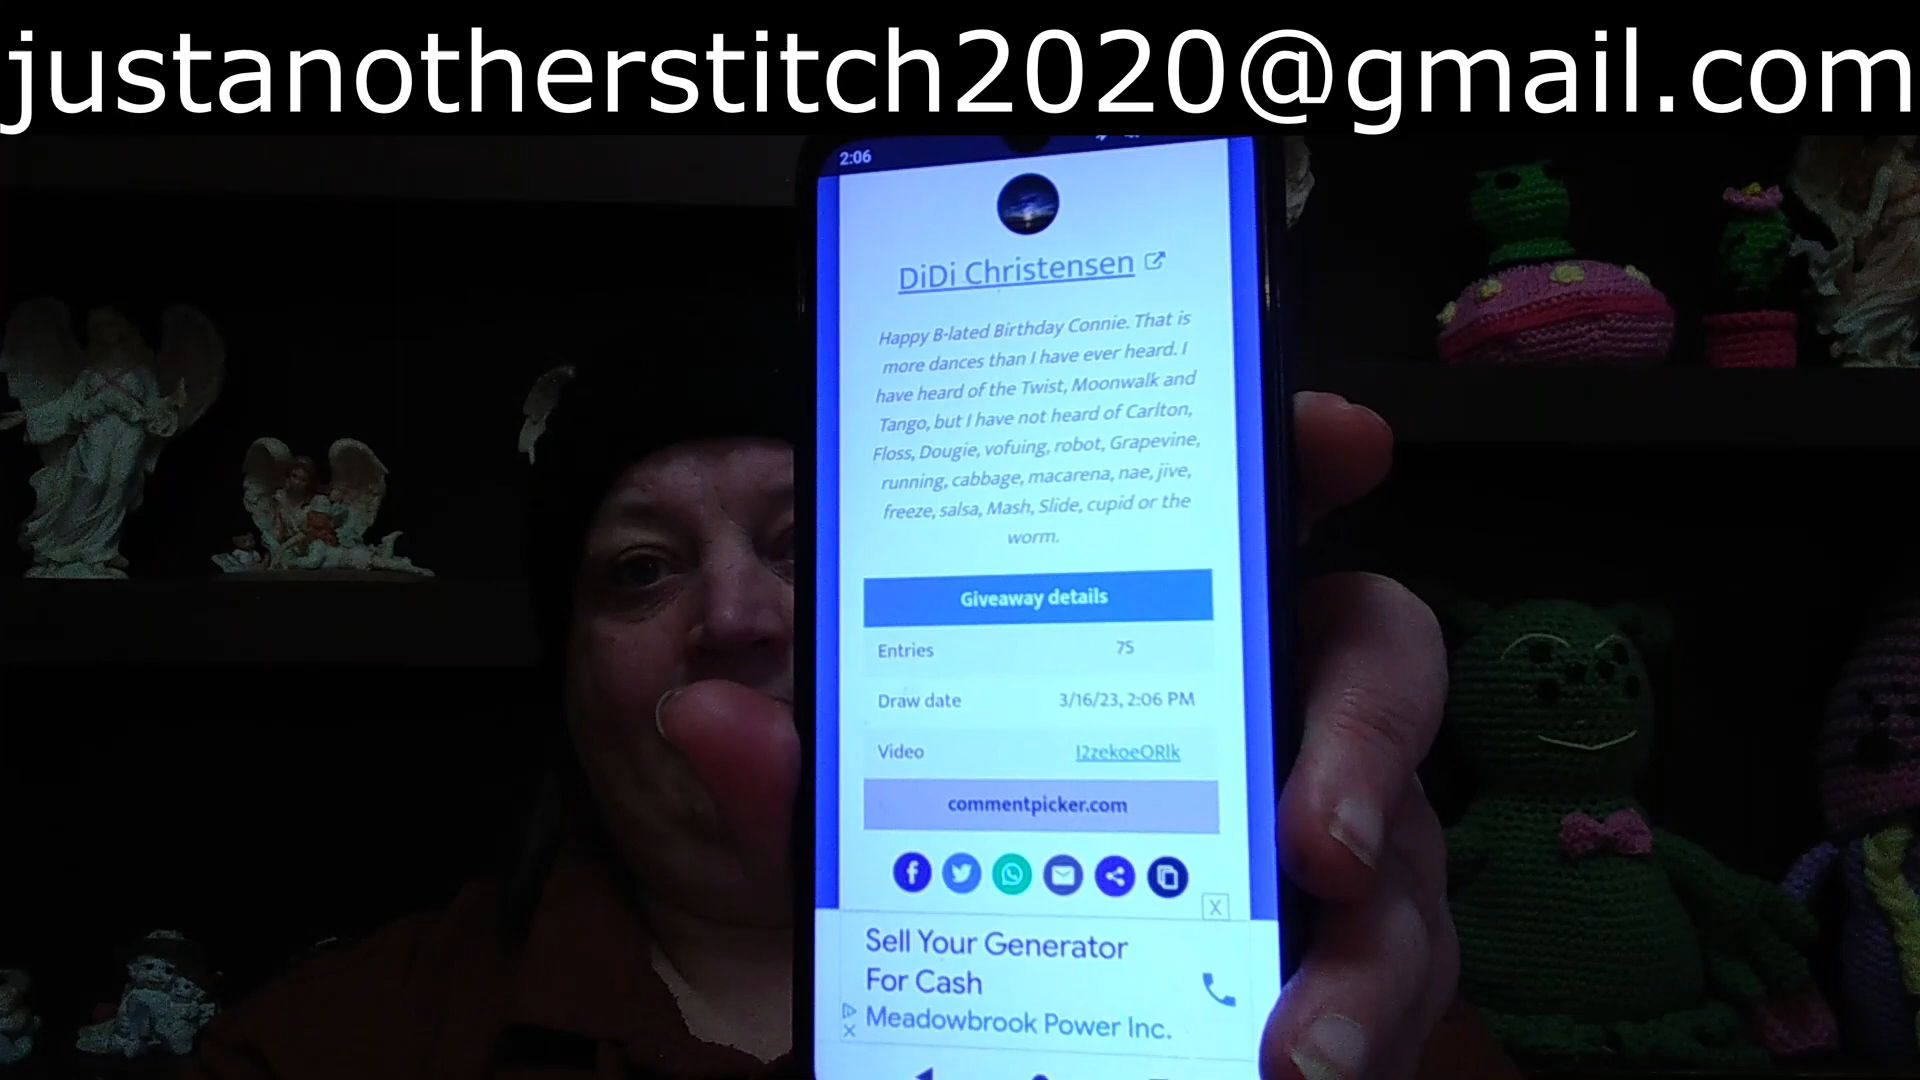 justanotherstitch2020@gmail.com
2:06
DiDi Christensen
Happy B-lated Birthday Connie. That is
more dances than I have ever heard. I
have heard of the Twist, Moonwalk and
Tango, but I have not heard of Carlton,
Floss, Dougie, vofuing, robot, Grapevine,
running, cabbage, macarena, nae, jive,
freeze, salsa, Mash, Slide, cupid or the
worm.
Giveaway details
Entries 75
Draw date 3/16/23, 2:06 PM
Video
commentpicker.com
X
Sell Your Generator
For Cash
Meadowbrook Power Inc.